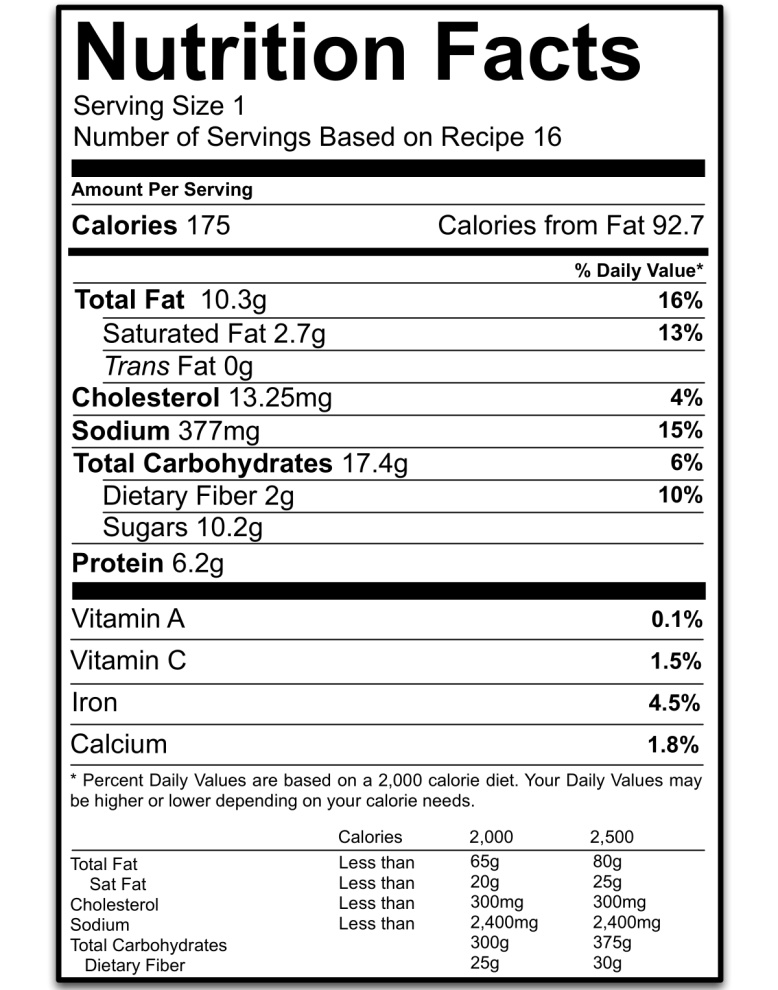 Nutrition Facts
Serving Size 1
Number of Servings Based on Recipe 16
Amount Per Serving
Calories 175 Calories from Fat 92.7
% Daily Value*
Total Fat 10.3g 16%
Saturated Fat 2.7g 13%
Trans Fat 0g
Cholesterol 13.25mg 4%
Sodium 377mg 15%
Total Carbohydrates 17.4g 6%
Dietary Fiber 2g 10%
Sugars 10.2g
Protein 6.2g
Vitamin A 0.1%
Vitamin C 1.5%
Iron 4.5%
Calcium 1.8%
* Percent Daily Values are based on a 2,000 calorie diet. Your Daily Values may
be higher or lower depending on your calorie needs.
Calories 2,000 2,500
Total Fat Less than 65g 80g
Sat Fat Less than 20g 25g
Cholesterol Less than 300mg 300mg
Sodium Less than 2,400mg 2,400mg
Total Carbohydrates 300g 375g
Dietary Fiber 25g 30g